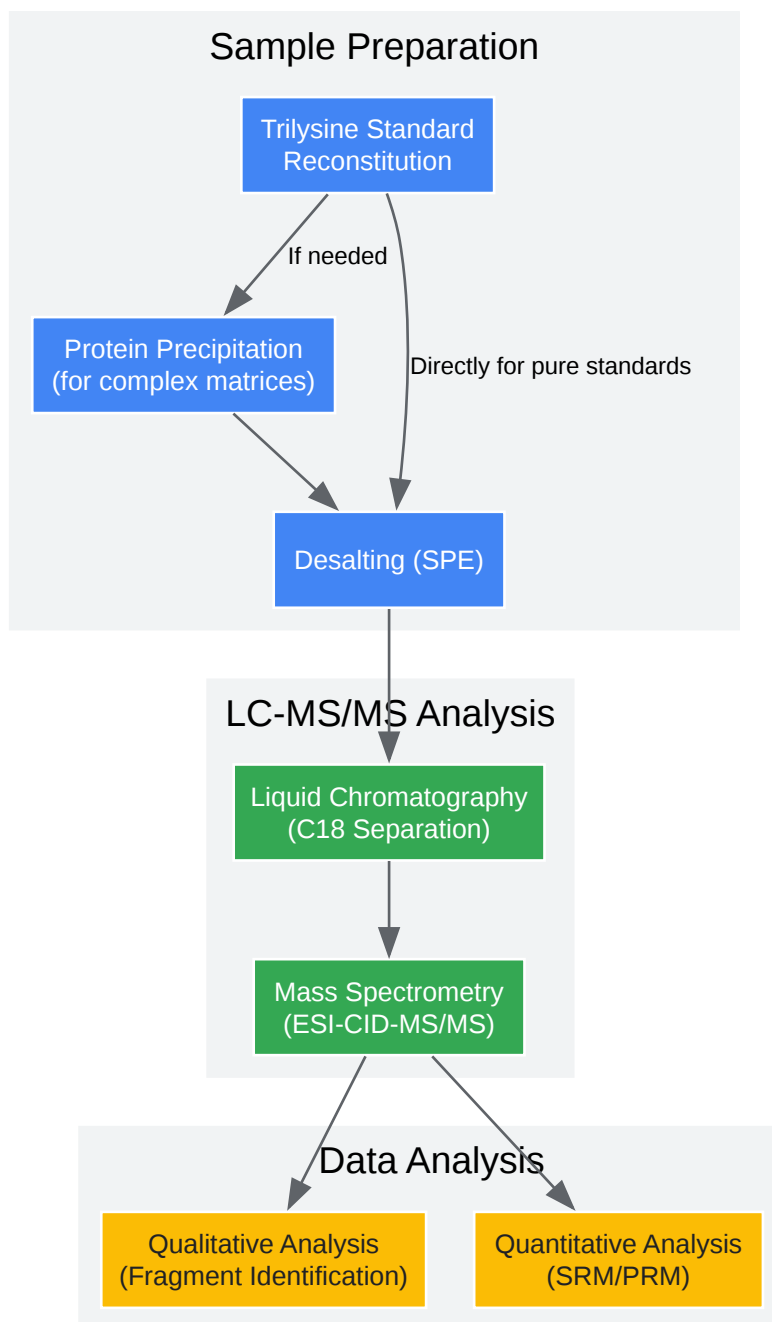 Sample Preparation
Trilysine Standard
Reconstitution
If needed
Protein Precipitation
(for complex matrices)
Directly for pure standards
Desalting (SPE)
LC-MS/MS Analysis
Liquid Chromatography
(C18 Separation)
Mass Spectrometry
(ESI-CID-MS/MS)
Data Analysis
Qualitative Analysis
(Fragment Identification)
Quantitative Analysis
(SRM/PRM)